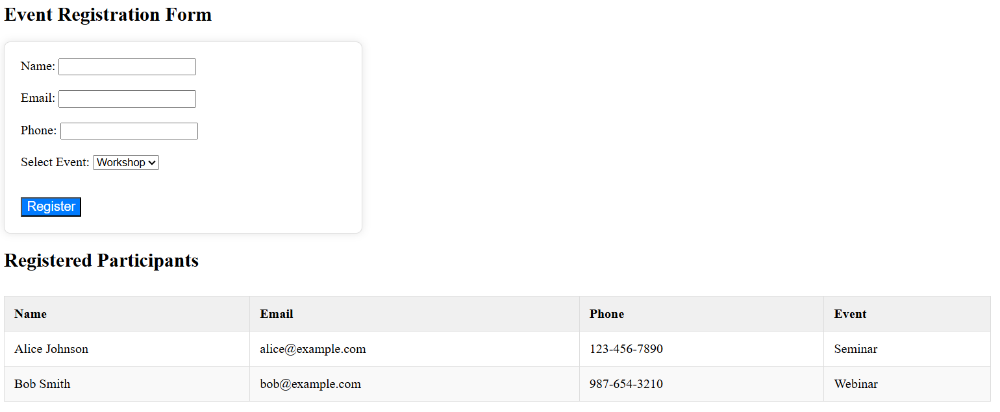 Event Registration Form
Name:
Email:
Phone:
Select Event: Workshop
Register
Registered Participants
Name Email Phone Event
Alice Johnson alice@example.com 123-456-7890 Seminar
Bob Smith bob@example.com 987-654-3210 Webinar